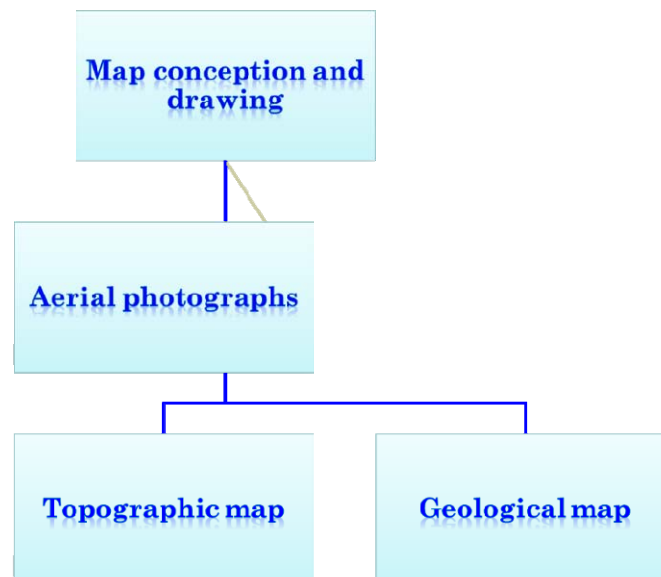 Map conception and
drawing
Aerial photographs
Topographic map
Geological map